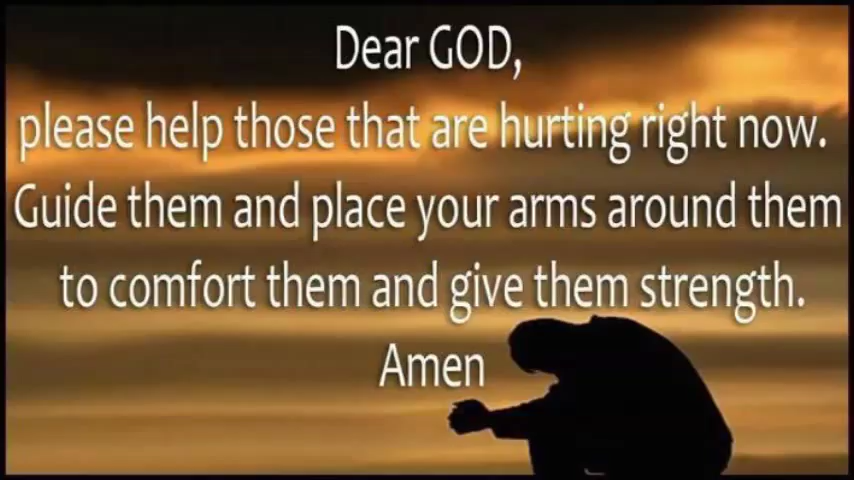 Dear GOD,
please help those that are hurting right now.
Guide them and place your arms around them
to comfort them and give them strength.
Amen